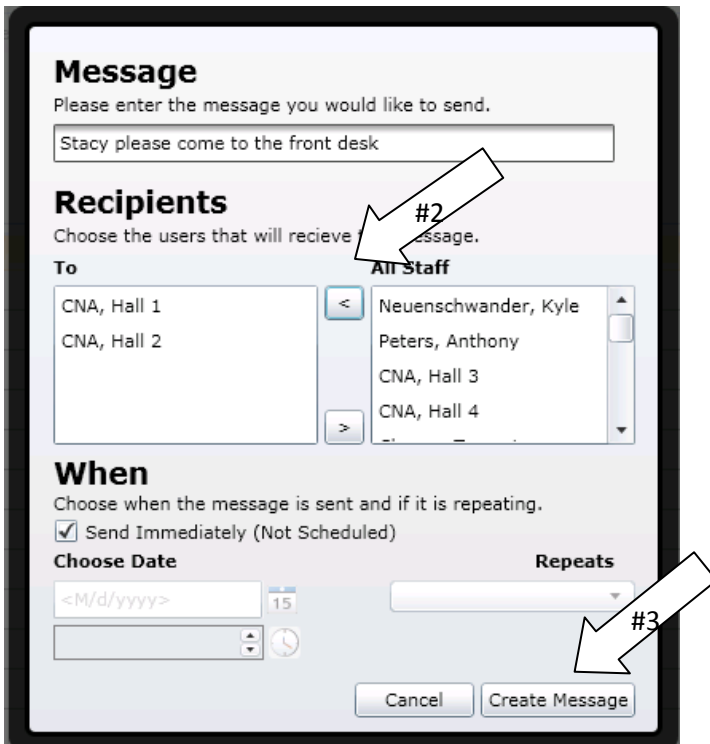 Message
Please enter the message you would like to send.
Stacy please come to the front desk
Recipients
#2
Choose the users that will recieve essage.
To
All Staff
CNA, Hall 1
CNA, Hall 2
<
>
Neuenschwander, Kyle
Peters, Anthony
CNA, Hall 3
CNA, Hall 4
When
Choose when the message is sent and if it is repeating.
Send Immediately (Not Scheduled)
Choose Date
Repeats
<M/d/yyyy>
15
#3
Cancel
Create Message